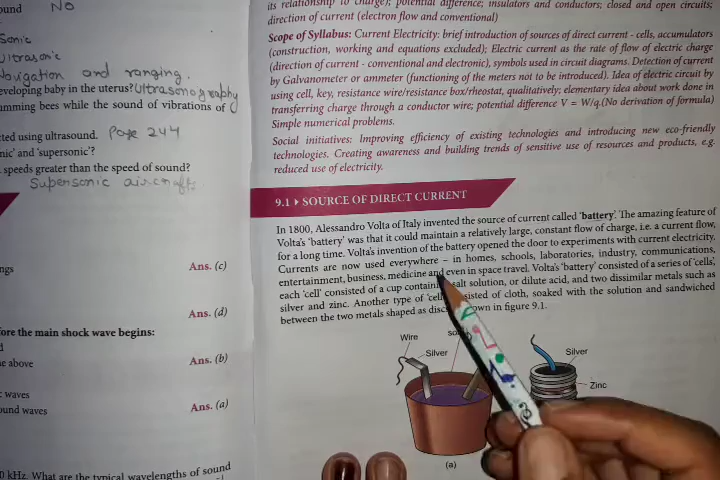 ound No
Sonic
Ultrasonic
Navigation and ranging.
eveloping baby in the uterus? Ultrasonography
amming bees while the sound of vibrations of
cted using ultrasound. Page 244
nic' and 'supersonic'?
speeds greater than the speed of sound?
Supersonic aircraft
ngs Ans. (c)
Ans. (d)
fore the main shock wave begins:
d
he above Ans. (b)
c waves
ound waves Ans. (a)
0 kHz. What are the typical wavelengths of sound
its relationship to charge); potential difference; insulators and conductors; closed and open circuits;
direction of current (electron flow and conventional)
Scope of Syllabus: Current Electricity: brief introduction of sources of direct current - cells, accumulators
(construction, working and equations excluded); Electric current as the rate of flow of electric charge
(direction of current - conventional and electronic), symbols used in circuit diagrams. Detection of current
by Galvanometer or ammeter (functioning of the meters not to be introduced). Idea of electric circuit by
using cell, key, resistance wire/resistance box/rheostat, qualitatively; elementary idea about work done in
transferring charge through a conductor wire; potential difference V = W/q.(No derivation of formula)
Simple numerical problems.
Social initiatives: Improving efficiency of existing technologies and introducing new eco-friendly
technologies. Creating awareness and building trends of sensitive use of resources and products, e.g.
reduced use of electricity.
9.1 ▸ SOURCE OF DIRECT CURRENT
In 1800, Alessandro Volta of Italy invented the source of current called 'battery'. The amazing feature of
Volta's 'battery' was that it could maintain a relatively large, constant flow of charge, i.e. a current flow,
for a long time. Volta's invention of the battery opened the door to experiments with current electricity.
Currents are now used everywhere – in homes, schools, laboratories, industry, communications,
entertainment, business, medicine and even in space travel. Volta's 'battery' consisted of a series of 'cells',
each 'cell' consisted of a cup containi salt solution, or dilute acid, and two dissimilar metals such as
silver and zinc. Another type of 'cell sisted of cloth, soaked with the solution and sandwiched
between the two metals shaped as disc own in figure 9.1.
Wire
Silver
Silver
Zinc
(a)